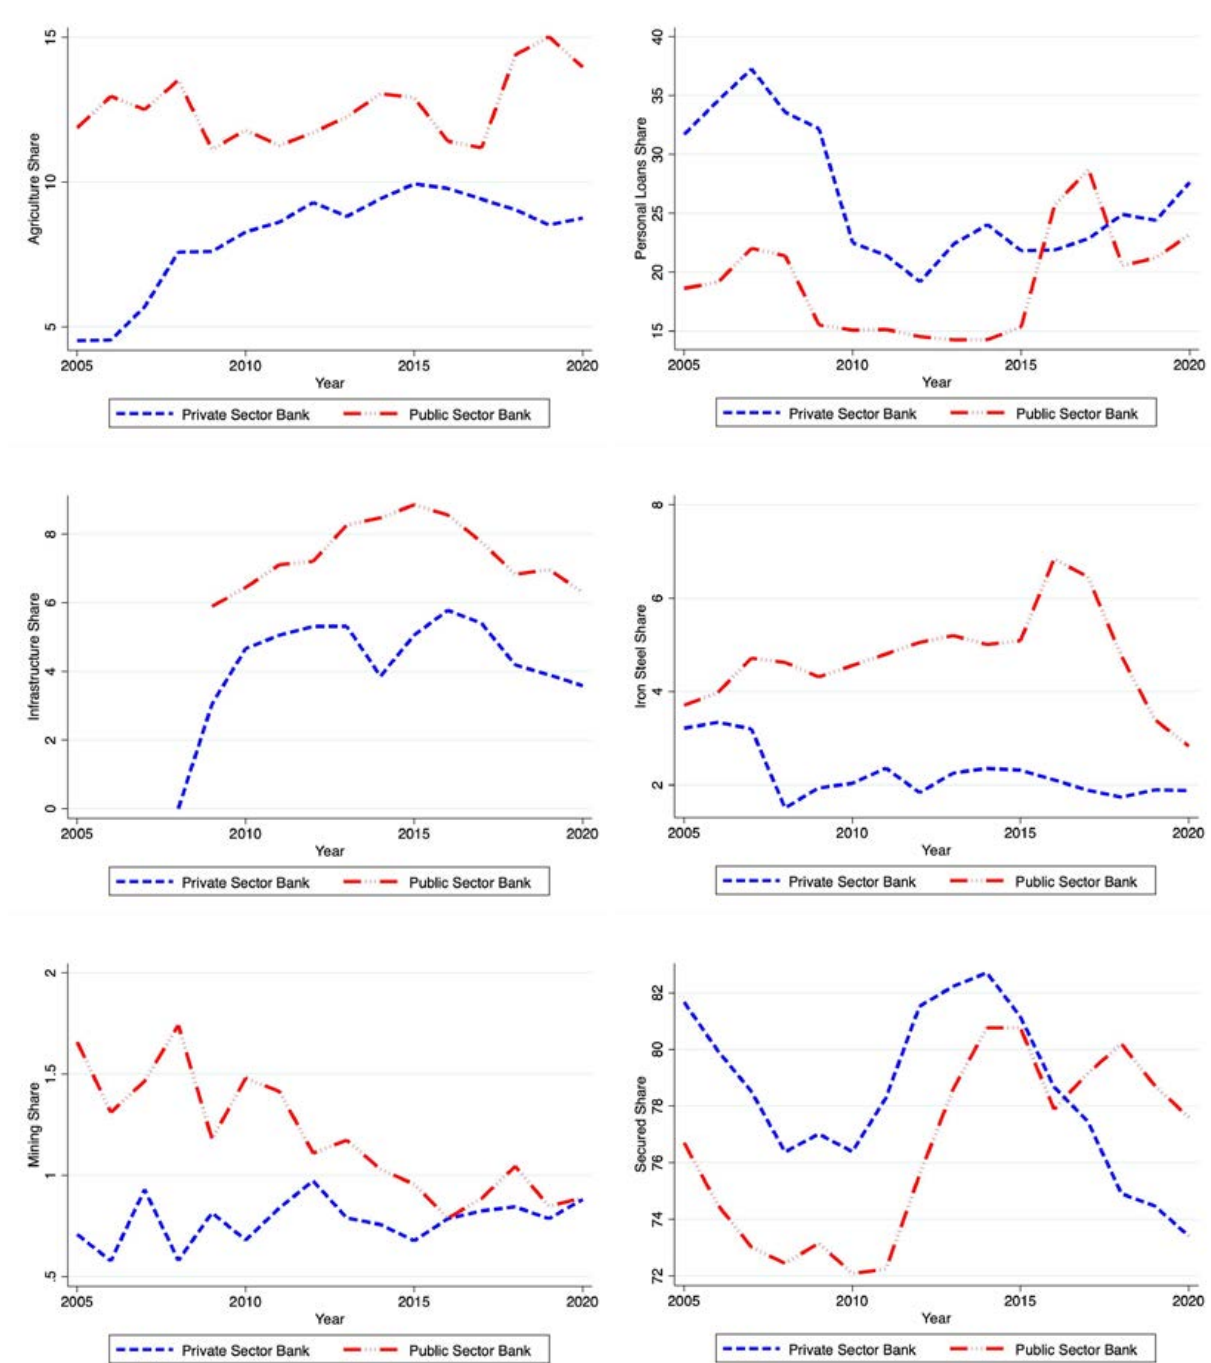 Agriculture Share
15
10
5
2005 2010 2015 2020
Year
Private Sector Bank Public Sector Bank
Personal Loans Share
40
35
30
25
20
15
2005 2010 2015 2020
Year
Private Sector Bank Public Sector Bank
Infrastructure Share
8
6
4
2
0
2005 2010 2015 2020
Year
Private Sector Bank Public Sector Bank
Iron Steel Share
8
6
4
2
2005 2010 2015 2020
Year
Private Sector Bank Public Sector Bank
Mining Share
2
1.5
1
.5
2005 2010 2015 2020
Year
Private Sector Bank Public Sector Bank
Secured Share
82
80
78
76
74
72
2005 2010 2015 2020
Year
Private Sector Bank Public Sector Bank